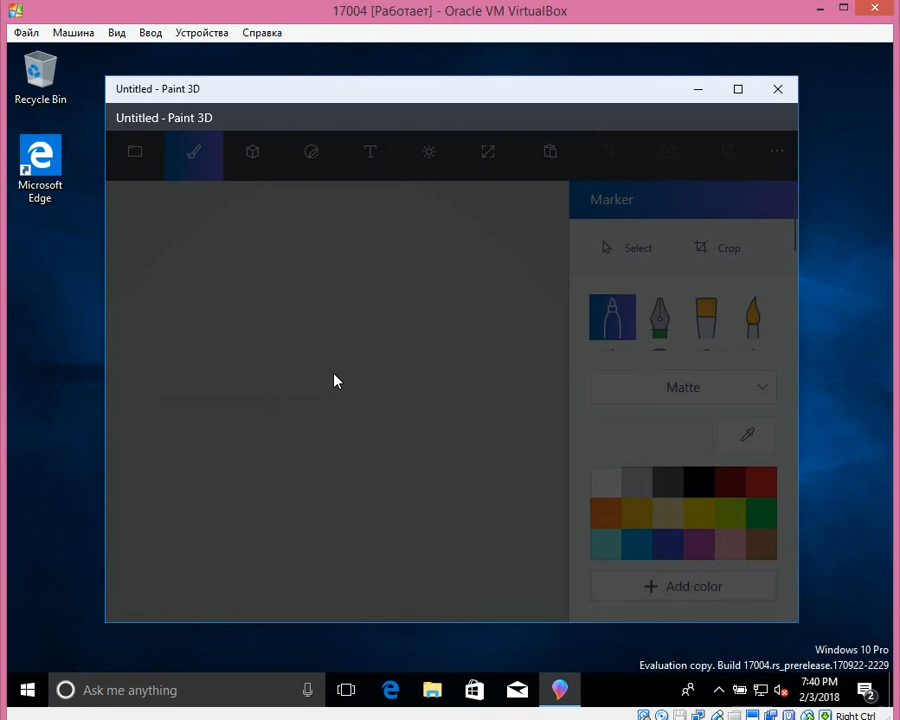 17004 [Работает] - Oracle VM VirtualBox
Файл Машина Вид Ввод Устройства Справка
Recycle Bin
Microsoft
Edge
Untitled - Paint 3D
Untitled - Paint 3D
Marker
Select Crop
Matte
Add color
Windows 10 Pro
Evaluation copy. Build 17004.rs_prerelease.170922-2229
Ask me anything
7:40 PM
2/3/2018
2
Right Ctrl